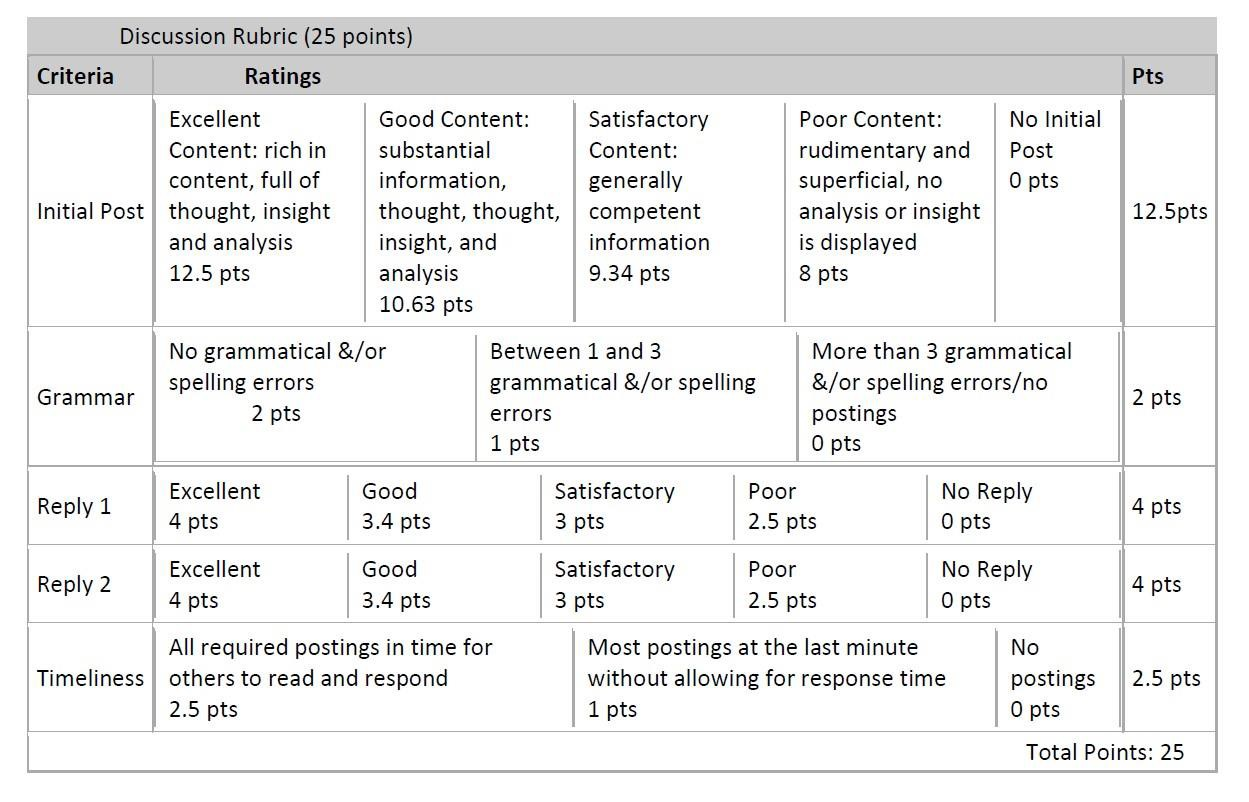 Discussion Rubric (25 points)
Criteria
Ratings
Pts
Initial Post
Excellent
Content: rich in
content, full of
thought, insight
and analysis
12.5 pts
Good Content:
substantial
information,
thought, thought,
insight, and
analysis
10.63 pts
Satisfactory
Content:
generally
competent
information
9.34 pts
Poor Content:
rudimentary and
superficial, no
analysis or insight
is displayed
8 pts
No Initial
Post
0 pts
12.5pts
Grammar
No grammatical &/or
spelling errors
2 pts
Between 1 and 3
grammatical &/or spelling
errors
1 pts
More than 3 grammatical
&/or spelling errors/no
postings
0 pts
2 pts
Reply 1
Excellent
4 pts
Good
3.4 pts
Satisfactory
3 pts
Poor
2.5 pts
No Reply
0 pts
4 pts
Reply 2
Excellent
4 pts
Good
3.4 pts
Satisfactory
3 pts
Poor
2.5 pts
No Reply
0 pts
4 pts
Timeliness
All required postings in time for
others to read and respond
2.5 pts
Most postings at the last minute
without allowing for response time
1 pts
No
postings
0 pts
2.5 pts
Total Points: 25